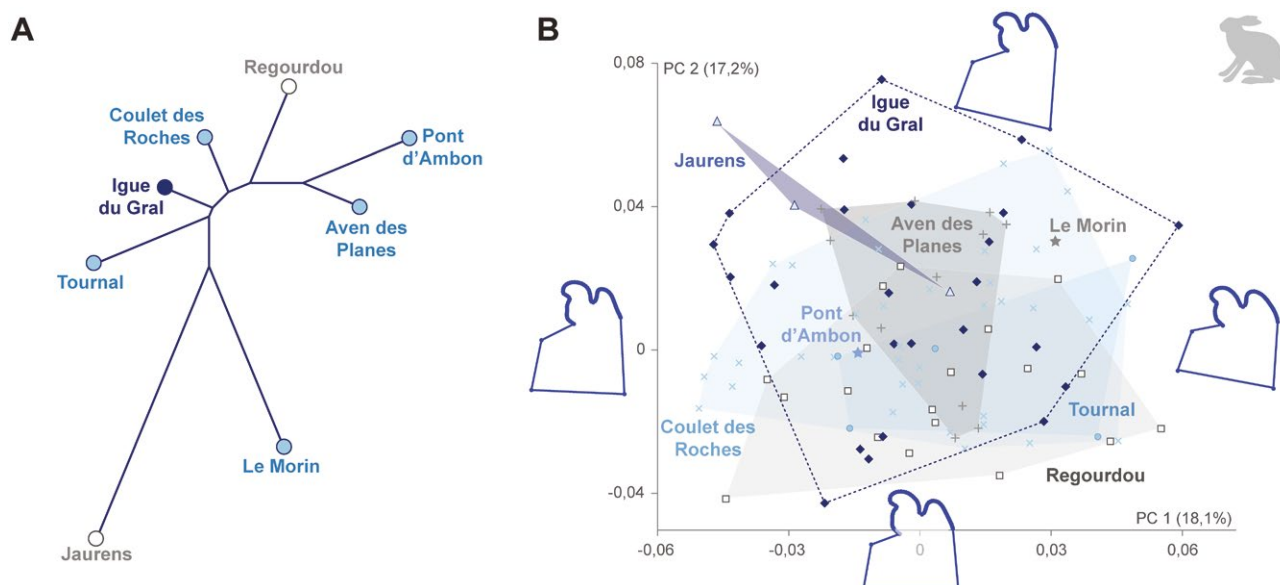 A
Regourdou
Coulet des
Roches
Pont
d'Ambon
Igue
du Gral
Aven des
Planes
Tournal
Le Morin
Jaurens
B
0,08
PC 2 (17,2%)
Igue
du Gral
Jaurens
0,04
Aven des
Planes
Le Morin
Pont
d'Ambon
0
Coulet des
Roches
Tournal
Regourdou
-0,04
PC 1 (18,1%)
-0,06
-0,03
0
0,03
0,06